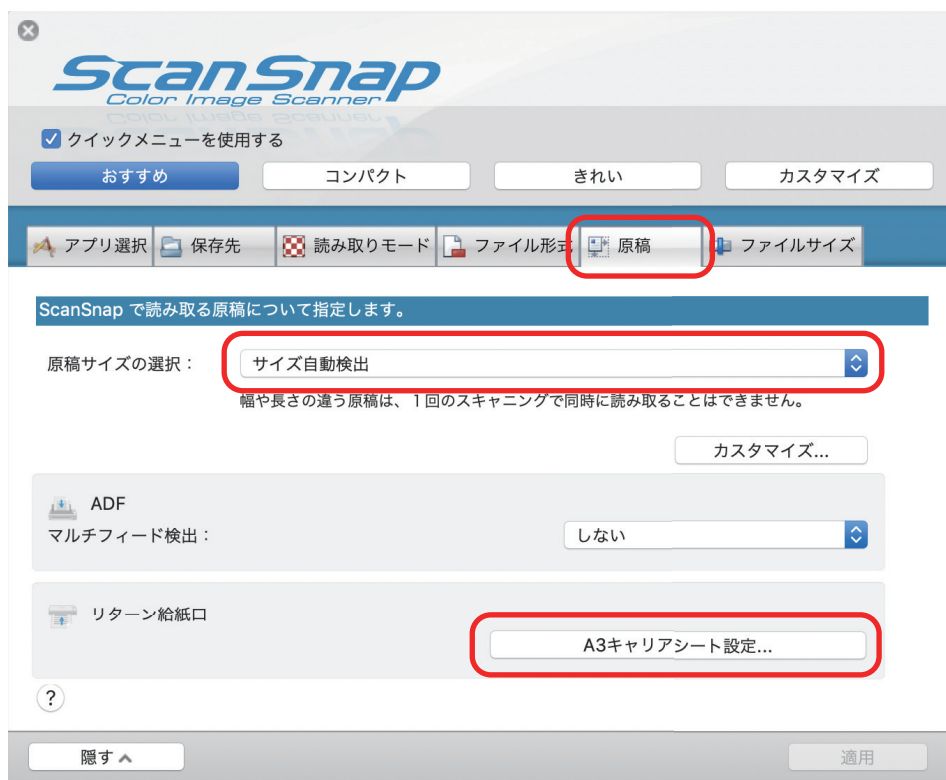 ScanSnap
Color Image Scanner
クイックメニューを使用する
おすすめ コンパクト きれい カスタマイズ
アプリ選択 保存先 読み取りモード ファイル形式 原稿 ファイルサイズ
ScanSnap で読み取る原稿について指定します。
原稿サイズの選択： サイズ自動検出
幅や長さの違う原稿は、1回のスキャニングで同時に読み取ることはできません。
カスタマイズ...
ADF
マルチフィード検出： しない
リターン給紙口
A3キャリアシート設定...
?
隠す 適用